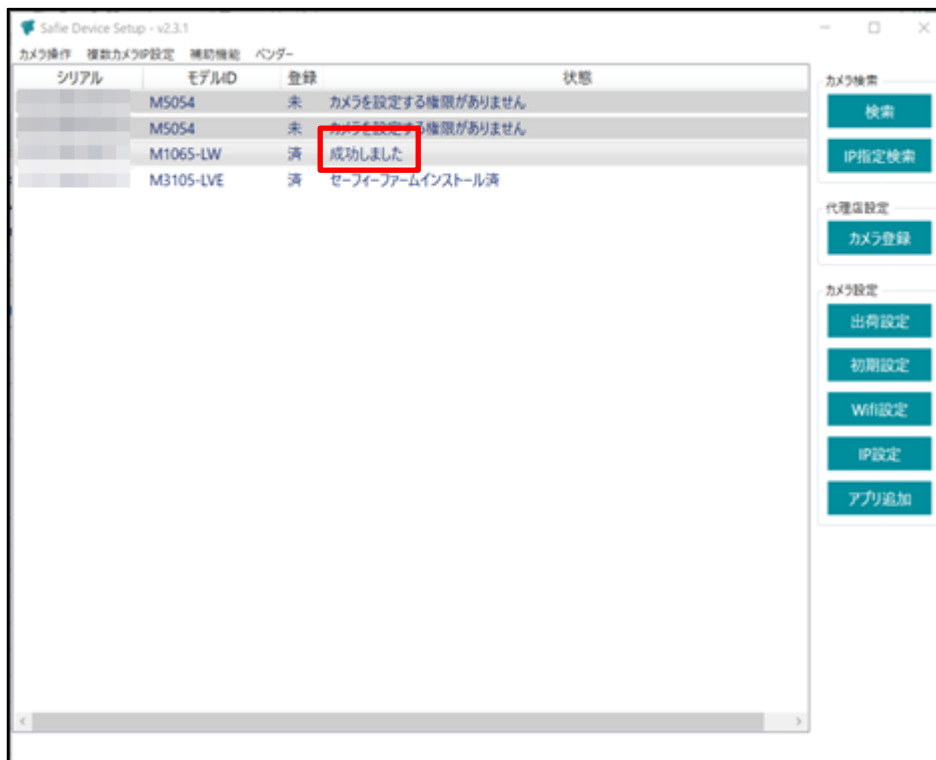 Safie Device Setup - v2.3.1
カメラ操作 複数カメラIP設定 補助機能 ベンダー
シリアル モデルID 登録 状態
M5054 未 カメラを設定する権限がありません
M5054 未 カメラを設定する権限がありません
M1065-LW 済 成功しました
M3105-LVE 済 セーフィーファームインストール済
カメラ検索
検索
IP指定検索
代理店設定
カメラ登録
カメラ設定
出荷設定
初期設定
Wifi設定
IP設定
アプリ追加